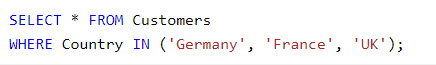 SELECT * FROM Customers
WHERE Country IN ('Germany', 'France', 'UK');